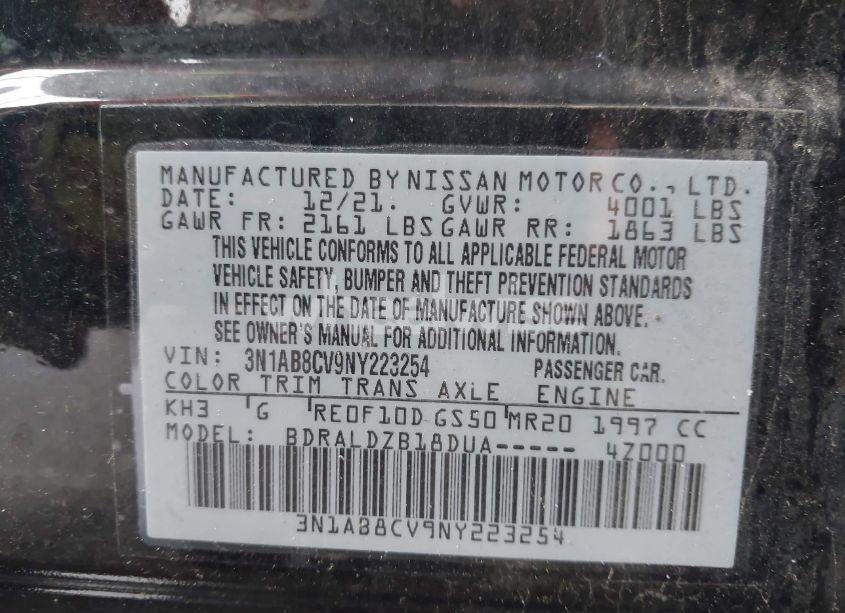 MANUFACTURED BY NISSAN MOTOR CO., LTD.
DATE: 12/21. GVWR: 4001 LBS
GAWR FR: 2161 LBS GAWR RR: 1863 LBS
THIS VEHICLE CONFORMS TO ALL APPLICABLE FEDERAL MOTOR
VEHICLE SAFETY, BUMPER AND THEFT PREVENTION STANDARDS
IN EFFECT ON THE DATE OF MANUFACTURE SHOWN ABOVE.
SEE OWNER'S MANUAL FOR ADDITIONAL INFORMATION.
VIN: 3N1AB8CV9NY223254 PASSENGER CAR.
COLOR TRIM TRANS AXLE ENGINE
KH3 G RE0F10D GS50 MR20 1997 CC
MODEL: BDRALDZB18DUA----- 4Z000
3N1AB8CV9NY223254